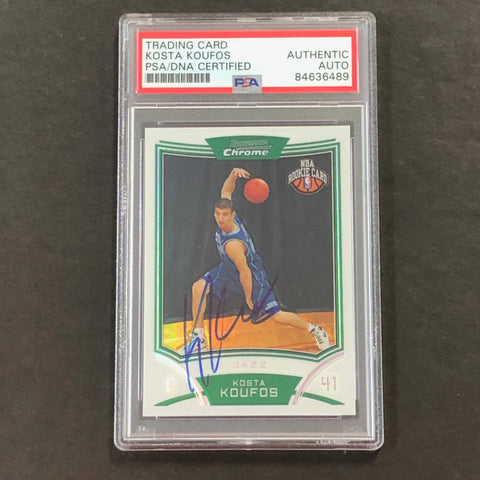 TRADING CARD
KOSTA KOUFOS
PSA/DNA CERTIFIED
AUTHENTIC
AUTO
84636489
PSA
Bowman
Chrome
NBA
ROOKIE CARD
JAZZ
C
KOSTA
KOUFOS
41